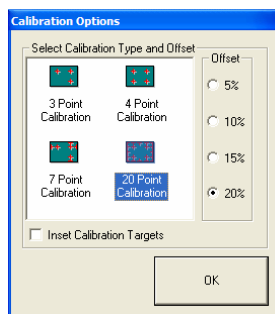 Calibration Options
Select Calibration Type and Offset
Offset
3 Point
Calibration
4 Point
Calibration
7 Point
Calibration
20 Point
Calibration
5%
10%
15%
20%
Inset Calibration Targets
OK